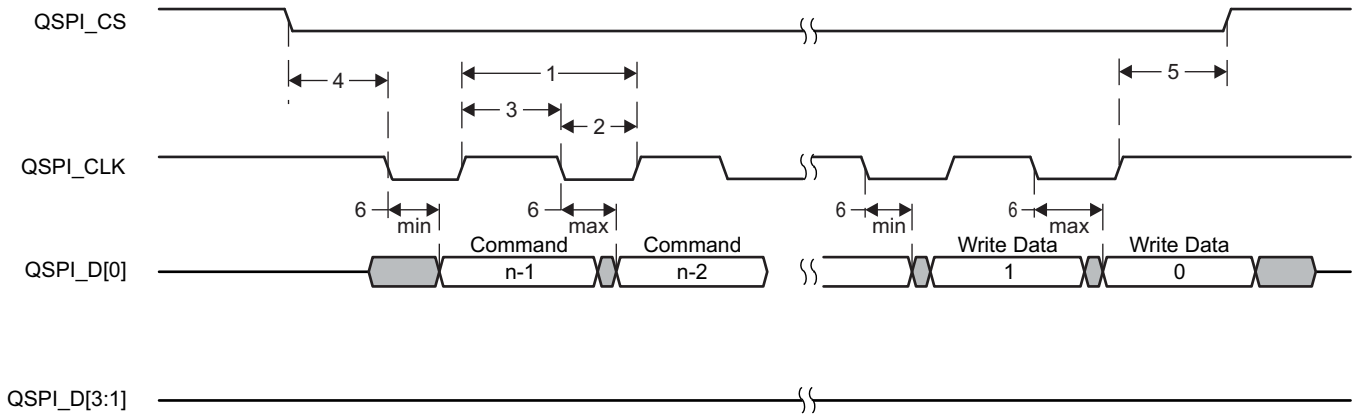 QSPI_CS
4
1
5
3
2
QSPI_CLK
6
min
6
max
6
min
6
max
Command
Command
Write Data
Write Data
QSPI_D[0]
n-1
n-2
1
0
QSPI_D[3:1]